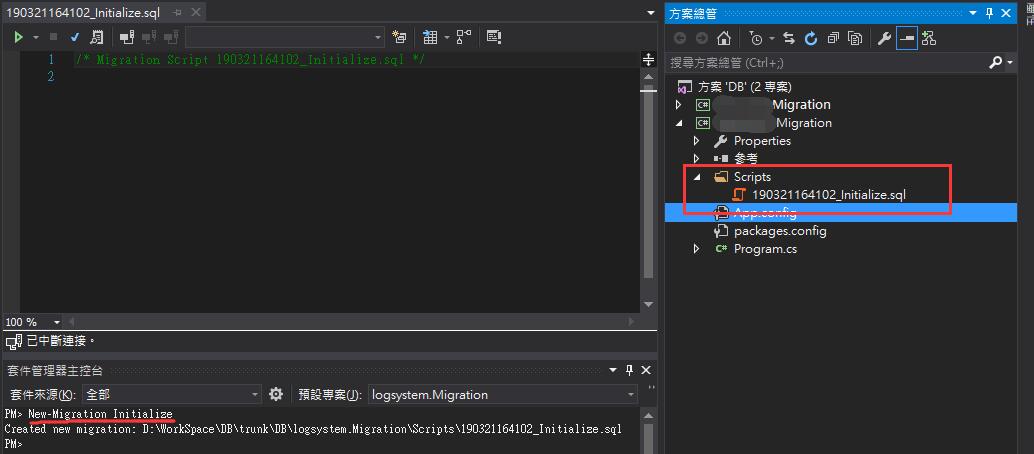 190321164102_Initialize.sql
1 /* Migration Script 190321164102_Initialize.sql */
2
100 %
已中斷連接。
套件管理器主控台
套件來源(K): 全部 預設專案(J): logsystem.Migration
PM> New-Migration Initialize
Created new migration: D:\WorkSpace\DB\trunk\DB\logsystem.Migration\Scripts\190321164102_Initialize.sql
PM>
方案總管
搜尋方案總管 (Ctrl+;)
方案 'DB' (2 專案)
C# Migration
C# Migration
Properties
參考
Scripts
190321164102_Initialize.sql
App.config
packages.config
C# Program.cs